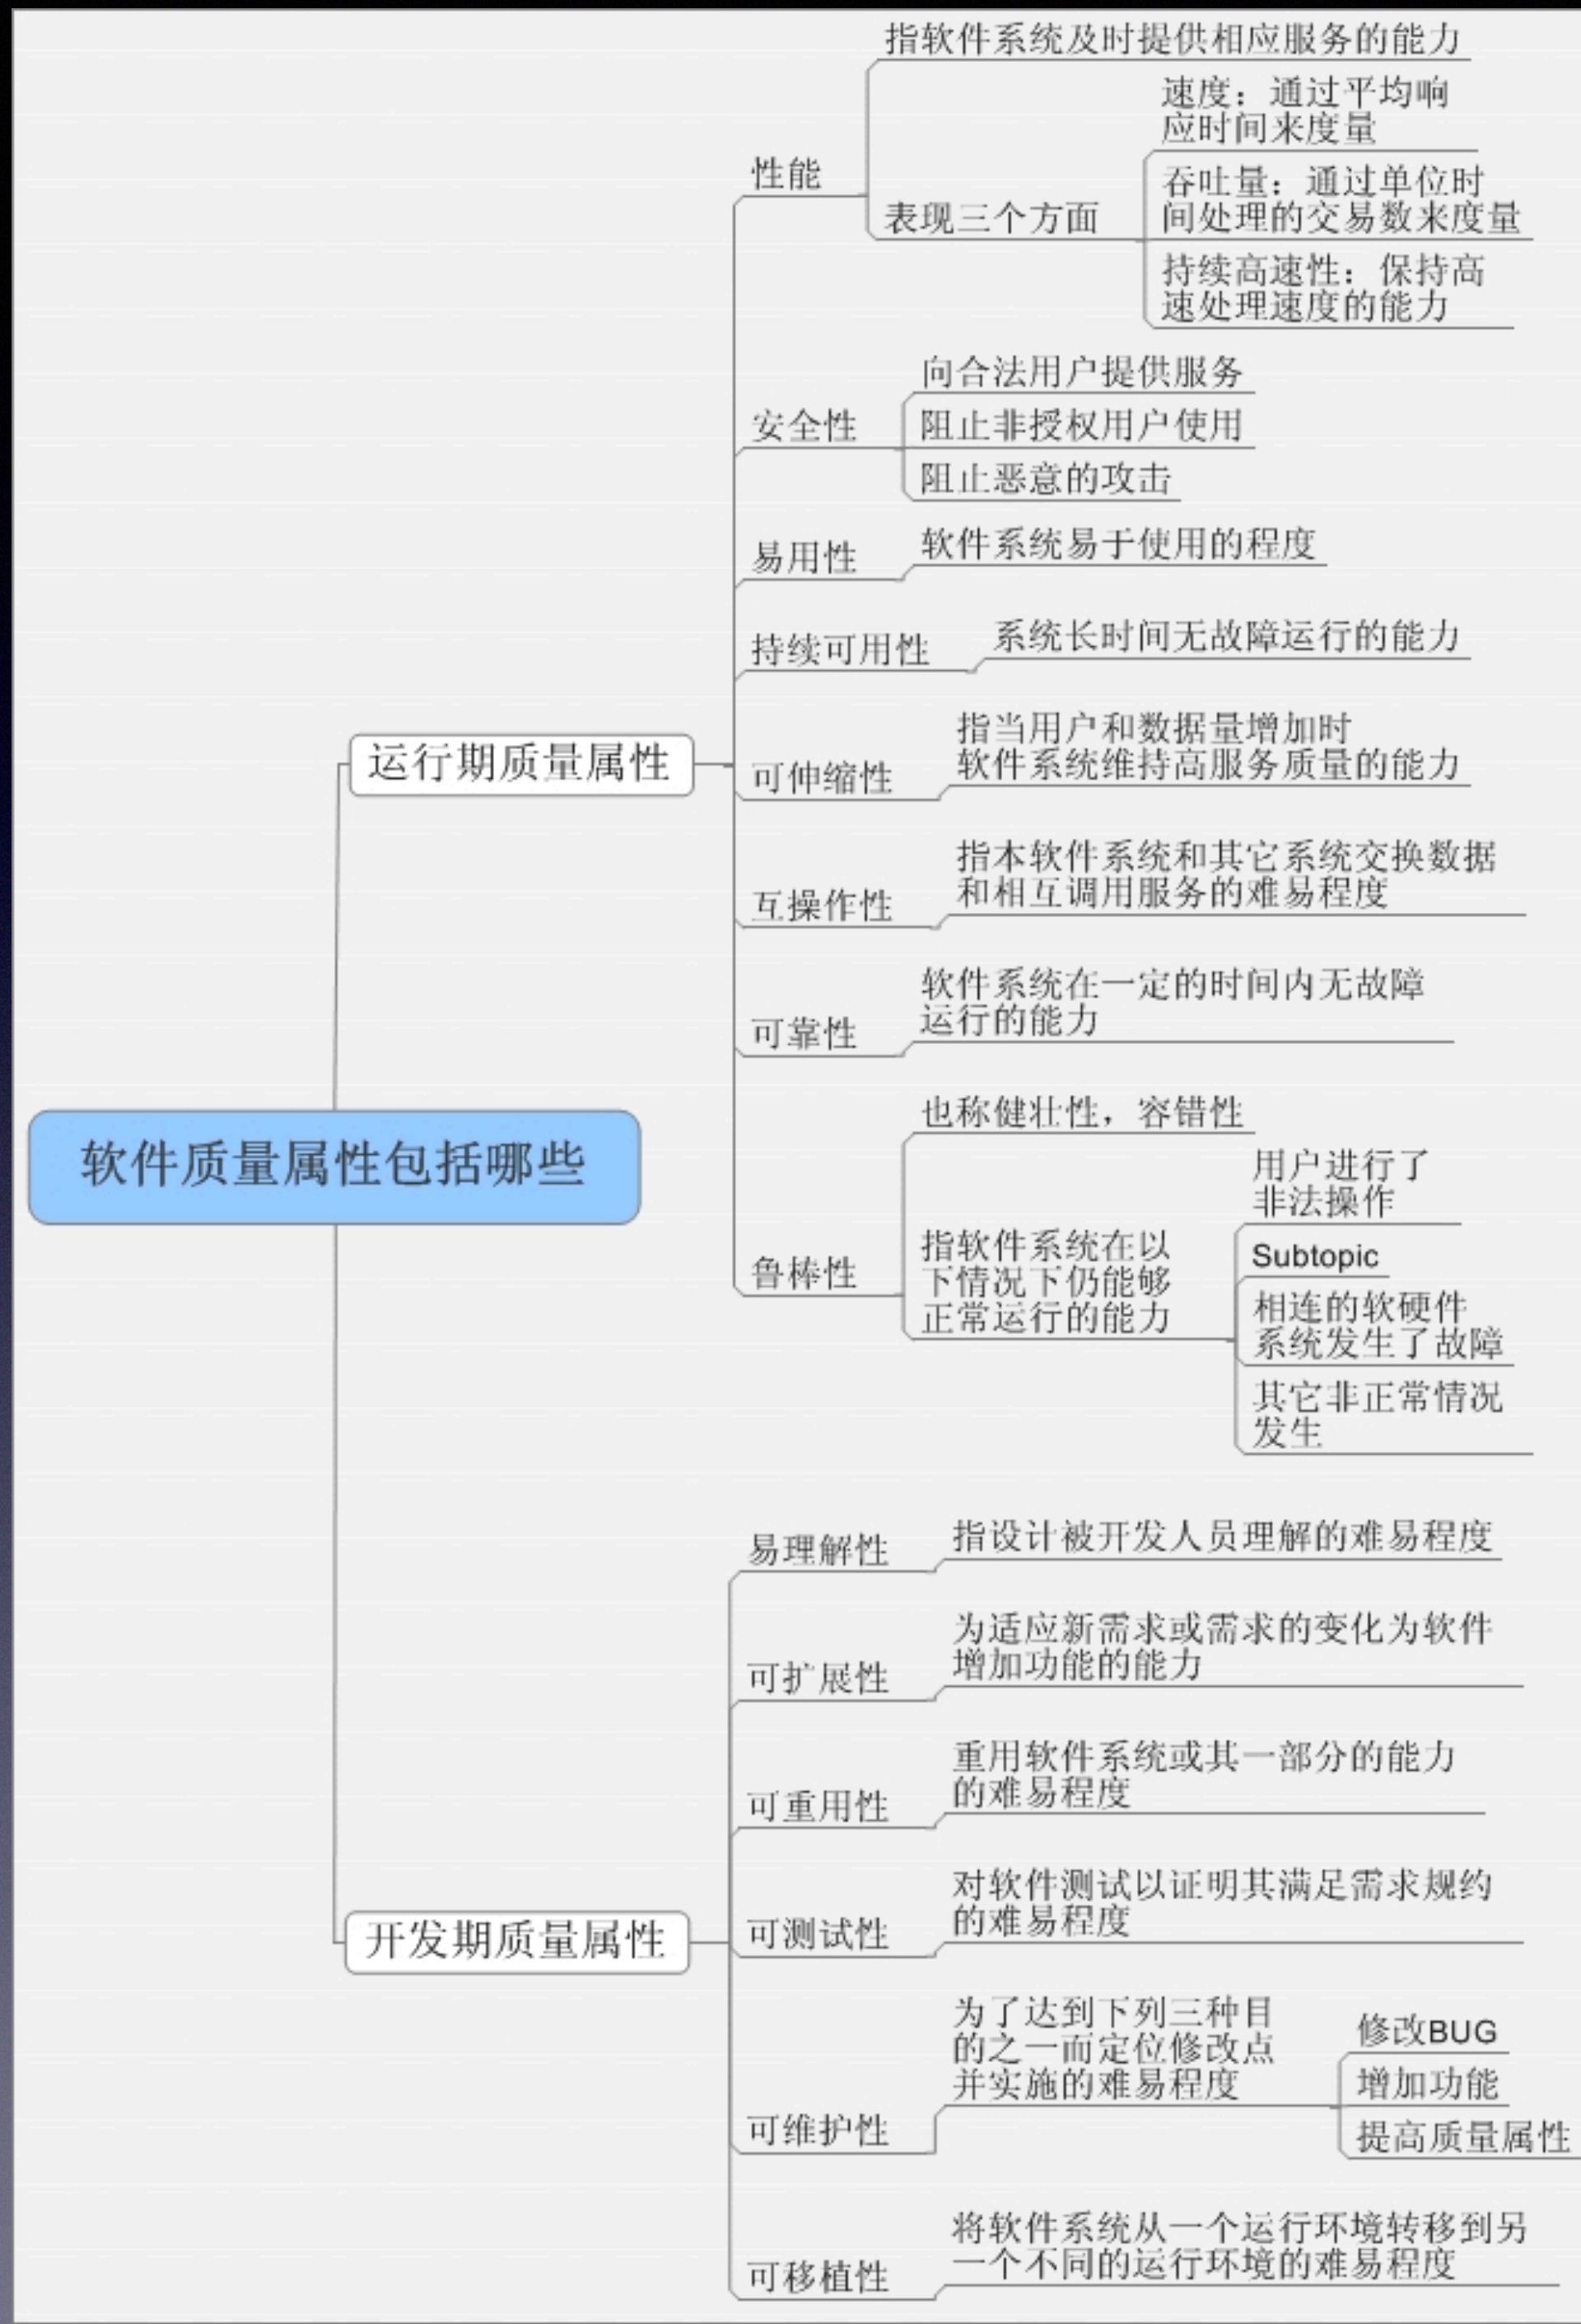 指软件系统及时提供相应服务的能力
速度：通过平均响
应时间来度量
性能
吞吐量：通过单位时
间处理的交易数来度量
表现三个方面
持续高速性：保持高
速处理速度的能力
向合法用户提供服务
安全性
阻止非授权用户使用
阻止恶意的攻击
易用性
软件系统易于使用的程度
持续可用性
系统长时间无故障运行的能力
运行期质量属性
可伸缩性
指当用户和数据量增加时
软件系统维持高服务质量的能力
互操作性
指本软件系统和其它系统交换数据
和相互调用服务的难易程度
可靠性
软件系统在一定的时间内无故障
运行的能力
软件质量属性包括哪些
鲁棒性
也称健壮性，容错性
指软件系统在以
下情况下仍能够
正常运行的能力
用户进行了
非法操作
Subtopic
相连的软硬件
系统发生了故障
其它非正常情况
发生
易理解性
指设计被开发人员理解的难易程度
可扩展性
为适应新需求或需求的变化为软件
增加功能的能力
可重用性
重用软件系统或其一部分的能力
的难易程度
开发期质量属性
可测试性
对软件测试以证明其满足需求规约
的难易程度
可维护性
为了达到下列三种目
的之一而定位修改点
并实施的难易程度
修改BUG
增加功能
提高质量属性
可移植性
将软件系统从一个运行环境转移到另
一个不同的运行环境的难易程度